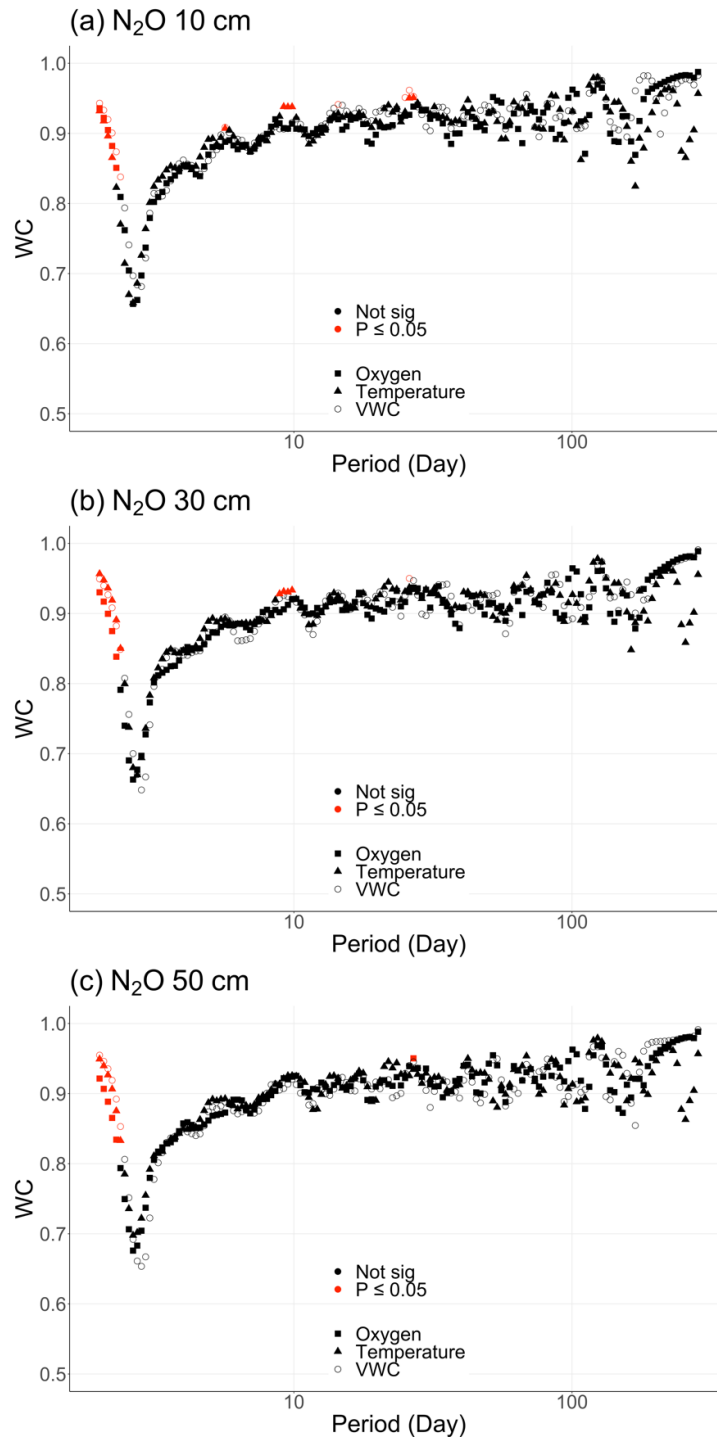 (a) N₂O 10 cm
1.0
0.9
0.8
0.7
0.6
0.5
WC
Not sig
P ≤ 0.05
Oxygen
Temperature
VWC
10
100
Period (Day)
(b) N₂O 30 cm
1.0
0.9
0.8
0.7
0.6
0.5
WC
Not sig
P ≤ 0.05
Oxygen
Temperature
VWC
10
100
Period (Day)
(c) N₂O 50 cm
1.0
0.9
0.8
0.7
0.6
0.5
WC
Not sig
P ≤ 0.05
Oxygen
Temperature
VWC
10
100
Period (Day)